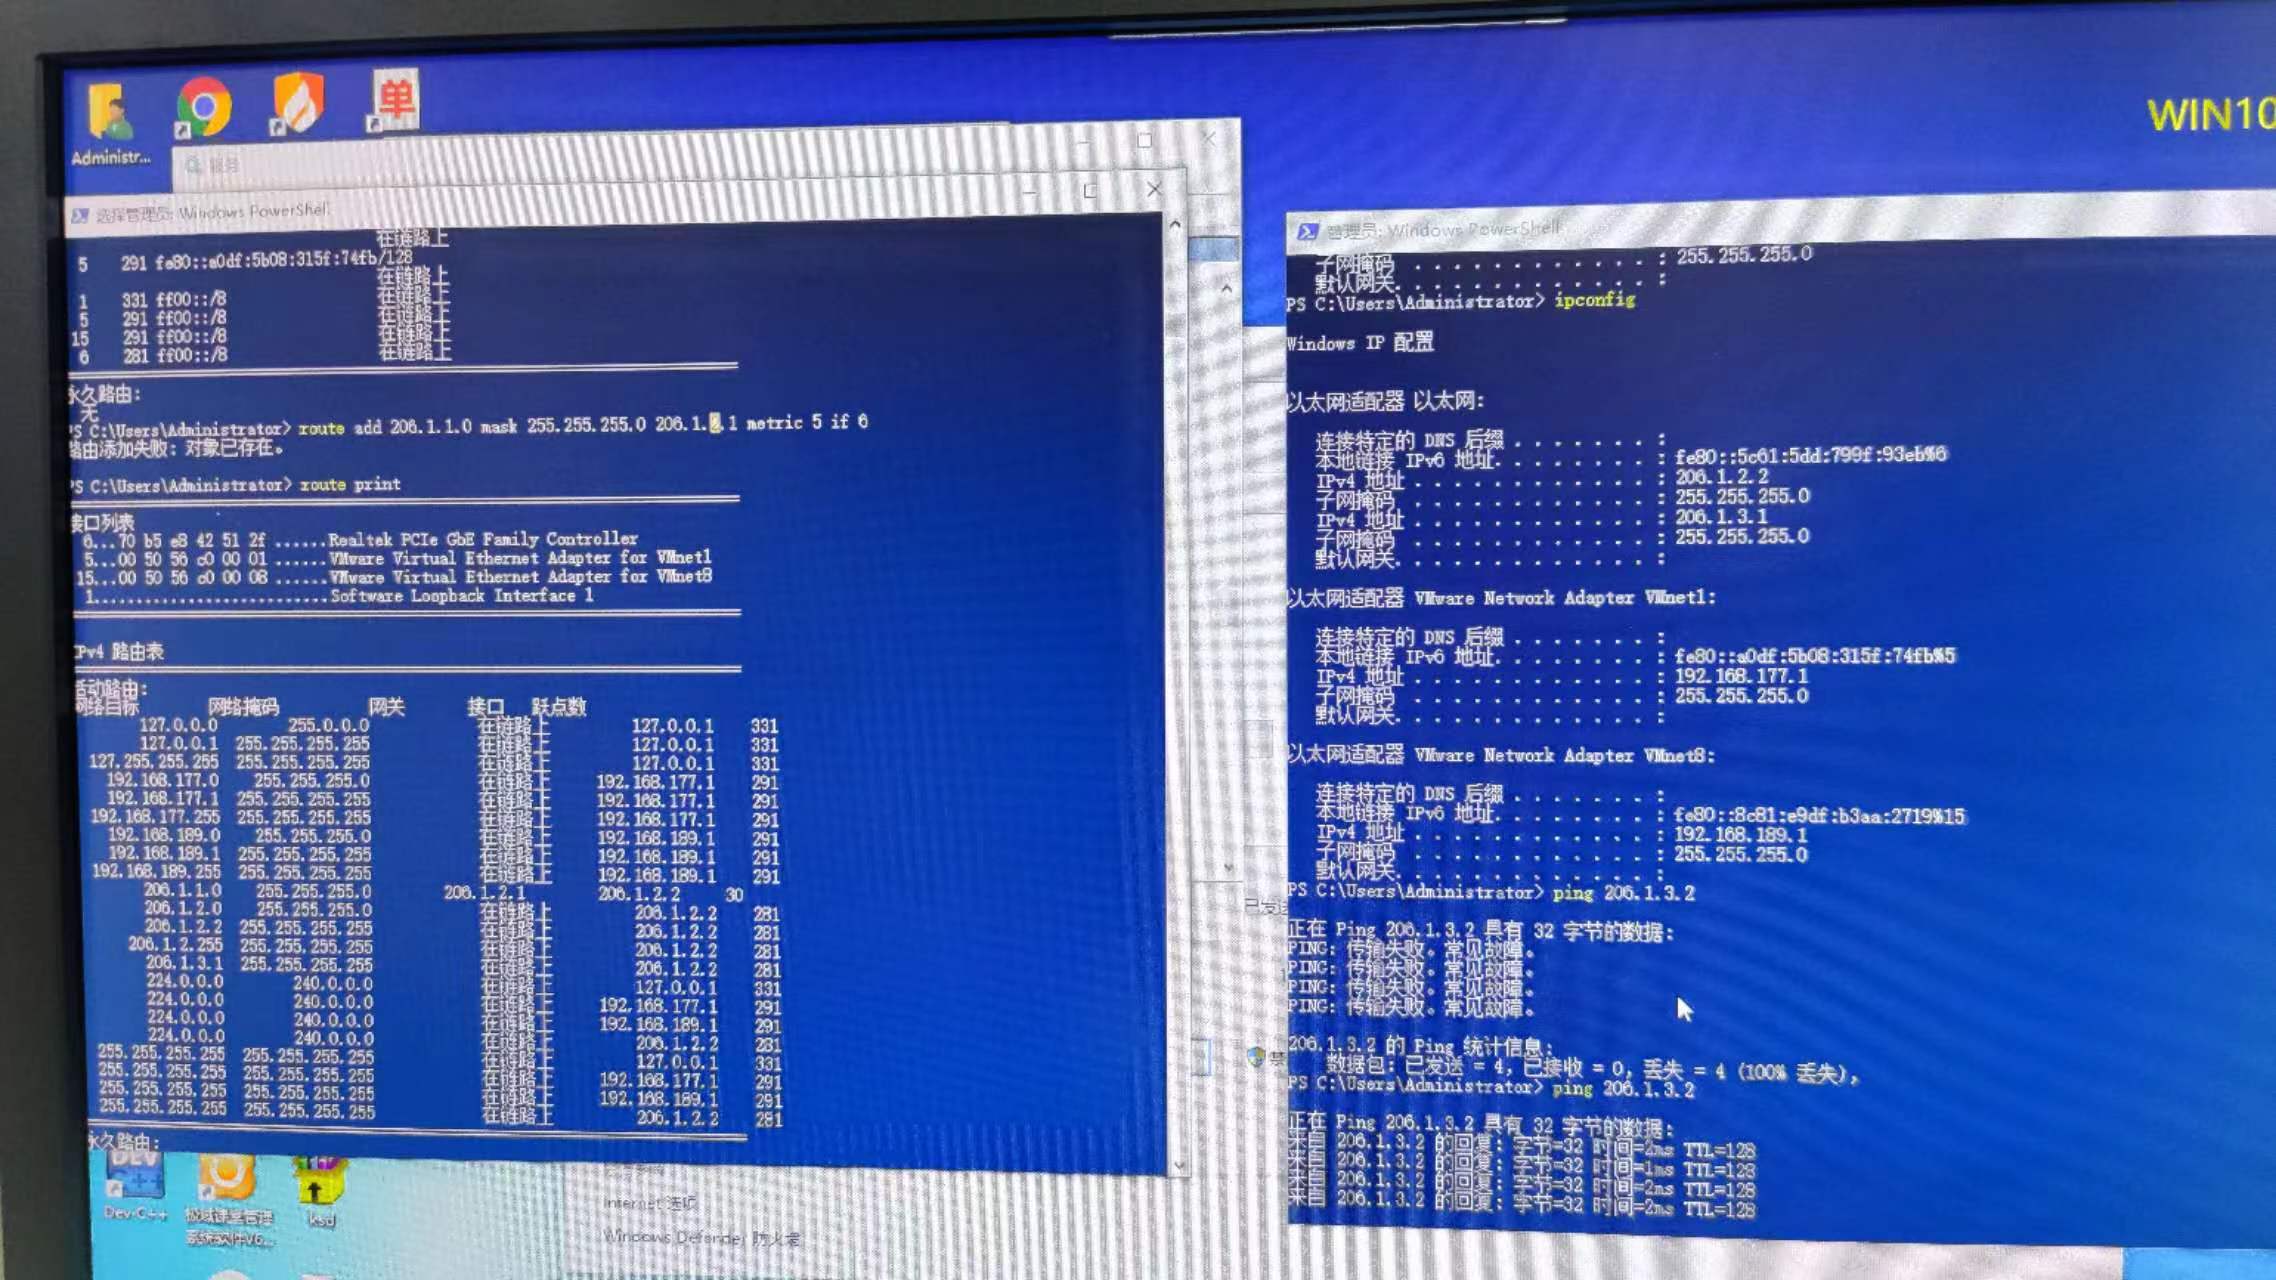 WIN10
Administr...
单
服务
选择管理员: Windows PowerShell
在链路上
5 291 fe80::a0df:5b08:315f:74fb/128
在链路上
1 331 ff00::/8 在链路上
5 291 ff00::/8 在链路上
15 291 ff00::/8 在链路上
6 281 ff00::/8 在链路上
永久路由:
无
PS C:\Users\Administrator> route add 206.1.1.0 mask 255.255.255.0 206.1.2.1 metric 5 if 6
路由添加失败: 对象已存在。
PS C:\Users\Administrator> route print
接口列表
6...70 b5 e8 42 51 2f ......Realtek PCIe GbE Family Controller
5...00 50 56 c0 00 01 ......VMware Virtual Ethernet Adapter for VMnet1
15...00 50 56 c0 00 08 ......VMware Virtual Ethernet Adapter for VMnet8
1...........................Software Loopback Interface 1
IPv4 路由表
活动路由:
网络目标 网络掩码 网关 接口 跃点数
127.0.0.0 255.0.0.0 在链路上 127.0.0.1 331
127.0.0.1 255.255.255.255 在链路上 127.0.0.1 331
127.255.255.255 255.255.255.255 在链路上 127.0.0.1 331
192.168.177.0 255.255.255.0 在链路上 192.168.177.1 291
192.168.177.1 255.255.255.255 在链路上 192.168.177.1 291
192.168.177.255 255.255.255.255 在链路上 192.168.177.1 291
192.168.189.0 255.255.255.0 在链路上 192.168.189.1 291
192.168.189.1 255.255.255.255 在链路上 192.168.189.1 291
192.168.189.255 255.255.255.255 在链路上 192.168.189.1 291
206.1.1.0 255.255.255.0 206.1.2.1 206.1.2.2 30
206.1.2.0 255.255.255.0 在链路上 206.1.2.2 281
206.1.2.2 255.255.255.255 在链路上 206.1.2.2 281
206.1.2.255 255.255.255.255 在链路上 206.1.2.2 281
206.1.3.1 255.255.255.255 在链路上 206.1.2.2 281
224.0.0.0 240.0.0.0 在链路上 127.0.0.1 331
224.0.0.0 240.0.0.0 在链路上 192.168.177.1 291
224.0.0.0 240.0.0.0 在链路上 192.168.189.1 291
224.0.0.0 240.0.0.0 在链路上 206.1.2.2 281
255.255.255.255 255.255.255.255 在链路上 127.0.0.1 331
255.255.255.255 255.255.255.255 在链路上 192.168.177.1 291
255.255.255.255 255.255.255.255 在链路上 192.168.189.1 291
255.255.255.255 255.255.255.255 在链路上 206.1.2.2 281
永久路由:
DEV
C++
Dev-C++
极域课堂管理
系统软件V6...
ksd
Internet 选项
Windows Defender 防火墙
已发送
禁
管理员: Windows PowerShell
子网掩码 . . . . . . . . . . . . : 255.255.255.0
默认网关. . . . . . . . . . . . . :
PS C:\Users\Administrator> ipconfig
Windows IP 配置
以太网适配器 以太网:
连接特定的 DNS 后缀 . . . . . . . :
本地链接 IPv6 地址. . . . . . . . : fe80::5c61:5dd:799f:93eb%6
IPv4 地址 . . . . . . . . . . . . : 206.1.2.2
子网掩码 . . . . . . . . . . . . : 255.255.255.0
IPv4 地址 . . . . . . . . . . . . : 206.1.3.1
子网掩码 . . . . . . . . . . . . : 255.255.255.0
默认网关. . . . . . . . . . . . . :
以太网适配器 VMware Network Adapter VMnet1:
连接特定的 DNS 后缀 . . . . . . . :
本地链接 IPv6 地址. . . . . . . . : fe80::a0df:5b08:315f:74fb%5
IPv4 地址 . . . . . . . . . . . . : 192.168.177.1
子网掩码 . . . . . . . . . . . . : 255.255.255.0
默认网关. . . . . . . . . . . . . :
以太网适配器 VMware Network Adapter VMnet8:
连接特定的 DNS 后缀 . . . . . . . :
本地链接 IPv6 地址. . . . . . . . : fe80::8c81:e9df:b3aa:2719%15
IPv4 地址 . . . . . . . . . . . . : 192.168.189.1
子网掩码 . . . . . . . . . . . . : 255.255.255.0
默认网关. . . . . . . . . . . . . :
PS C:\Users\Administrator> ping 206.1.3.2
正在 Ping 206.1.3.2 具有 32 字节的数据:
PING: 传输失败。常见故障。
PING: 传输失败。常见故障。
PING: 传输失败。常见故障。
PING: 传输失败。常见故障。
206.1.3.2 的 Ping 统计信息:
数据包: 已发送 = 4, 已接收 = 0, 丢失 = 4 (100% 丢失),
PS C:\Users\Administrator> ping 206.1.3.2
正在 Ping 206.1.3.2 具有 32 字节的数据:
来自 206.1.3.2 的回复: 字节=32 时间=2ms TTL=128
来自 206.1.3.2 的回复: 字节=32 时间=1ms TTL=128
来自 206.1.3.2 的回复: 字节=32 时间=2ms TTL=128
来自 206.1.3.2 的回复: 字节=32 时间=2ms TTL=128